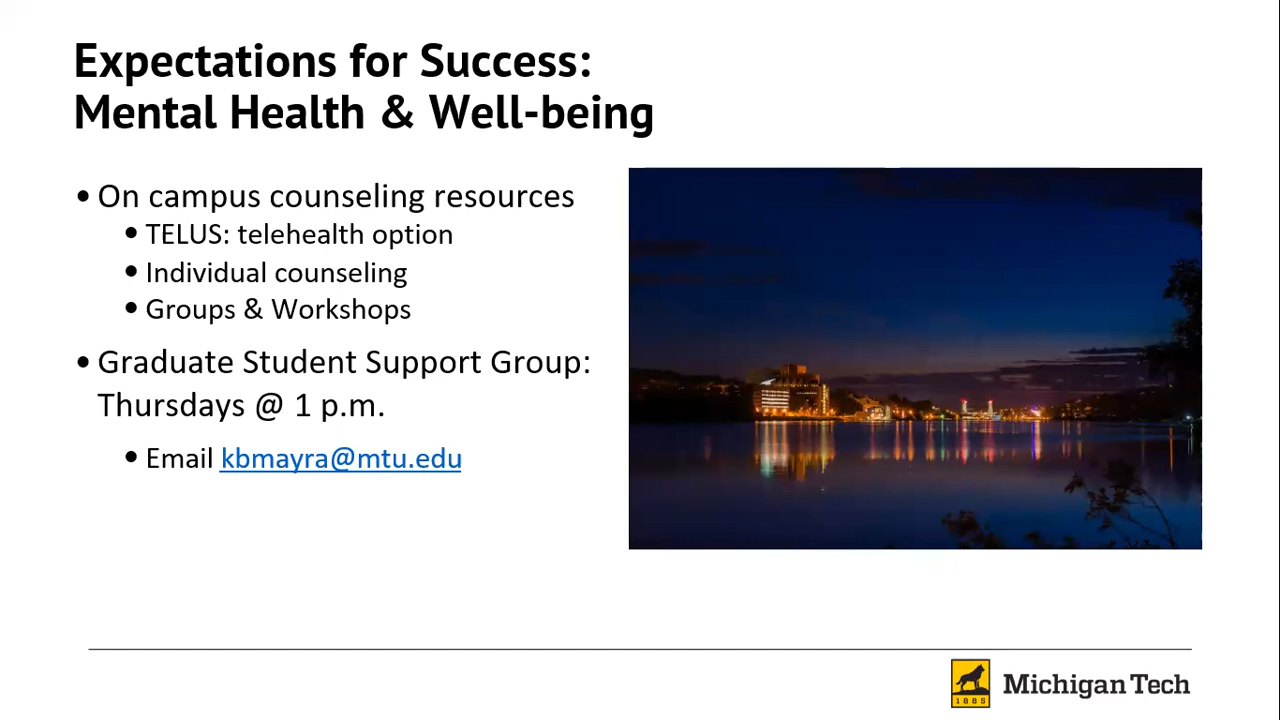 Expectations for Success:
Mental Health & Well-being
• On campus counseling resources
• TELUS: telehealth option
• Individual counseling
• Groups & Workshops
• Graduate Student Support Group:
Thursdays @ 1 p.m.
• Email kbmayra@mtu.edu
1885
Michigan Tech